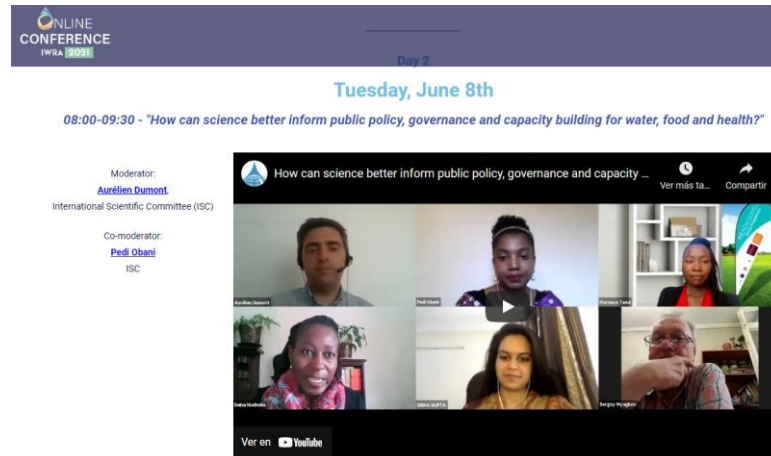 ONLINE
CONFERENCE
IWRA 2021
Day 2
Tuesday, June 8th
08:00-09:30 - "How can science better inform public policy, governance and capacity building for water, food and health?"
Moderator:
Aurélien Dumont,
International Scientific Committee (ISC)
Co-moderator:
Pedi Obani
ISC
How can science better inform public policy, governance and capacity ...
Ver más ta...
Compartir
Aurélien Dumont
Pedi Obani
DISHA GUPTA
Ver en YouTube